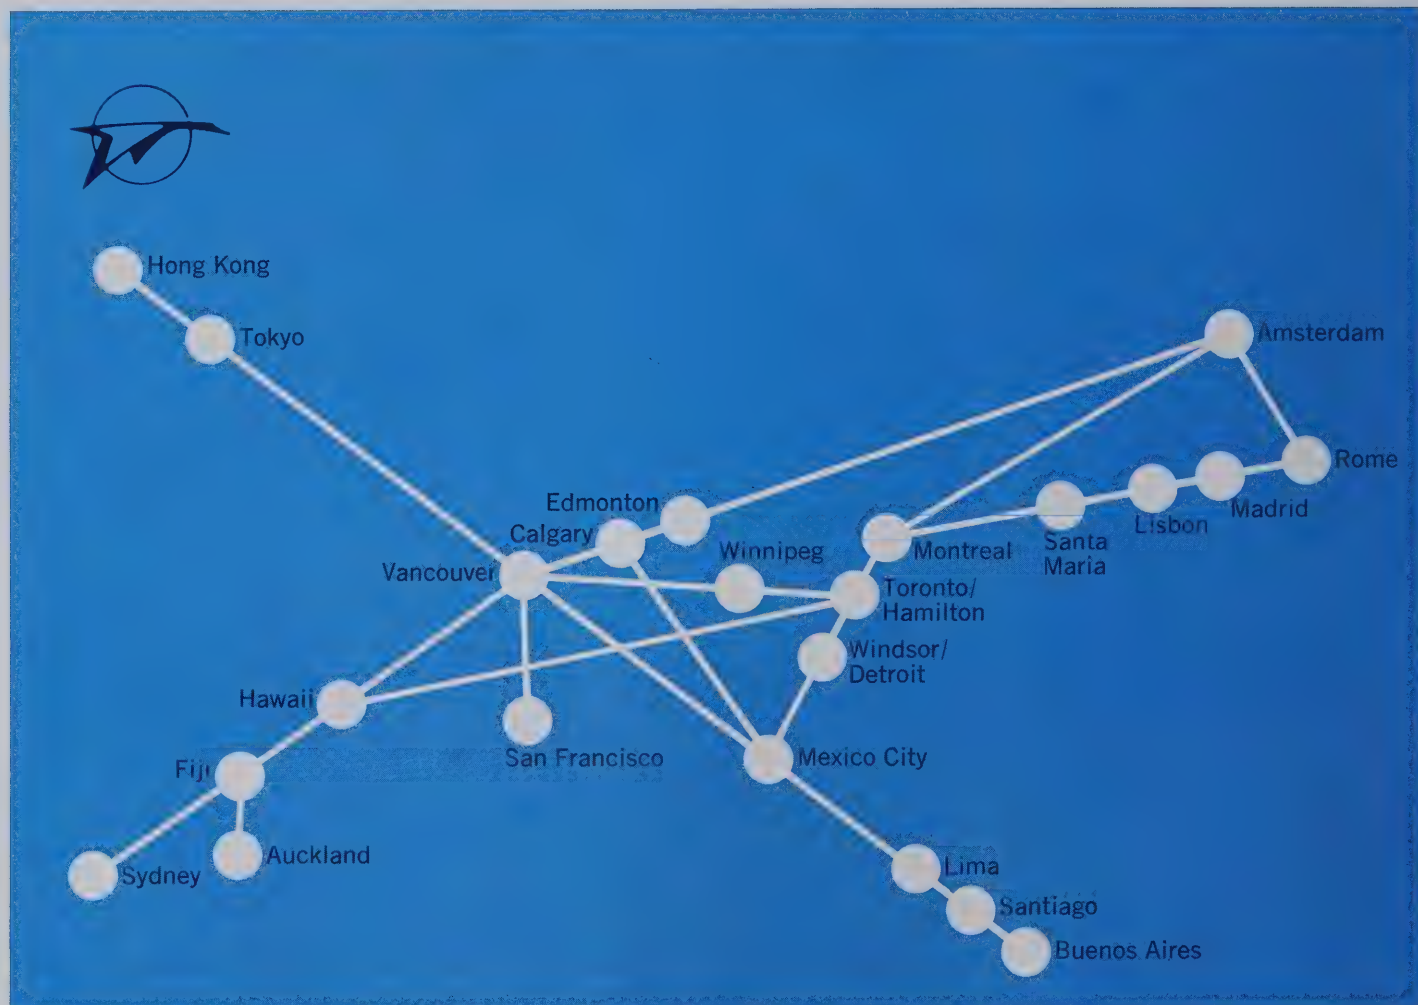 Hong Kong
Tokyo
Amsterdam
Rome
Edmonton
Madrid
Calgary
Lisbon
Winnipeg
Montreal
Santa
Maria
Vancouver
Toronto/
Hamilton
Windsor/
Detroit
Hawaii
San Francisco
Mexico City
Fiji
Auckland
Lima
Sydney
Santiago
Buenos Aires